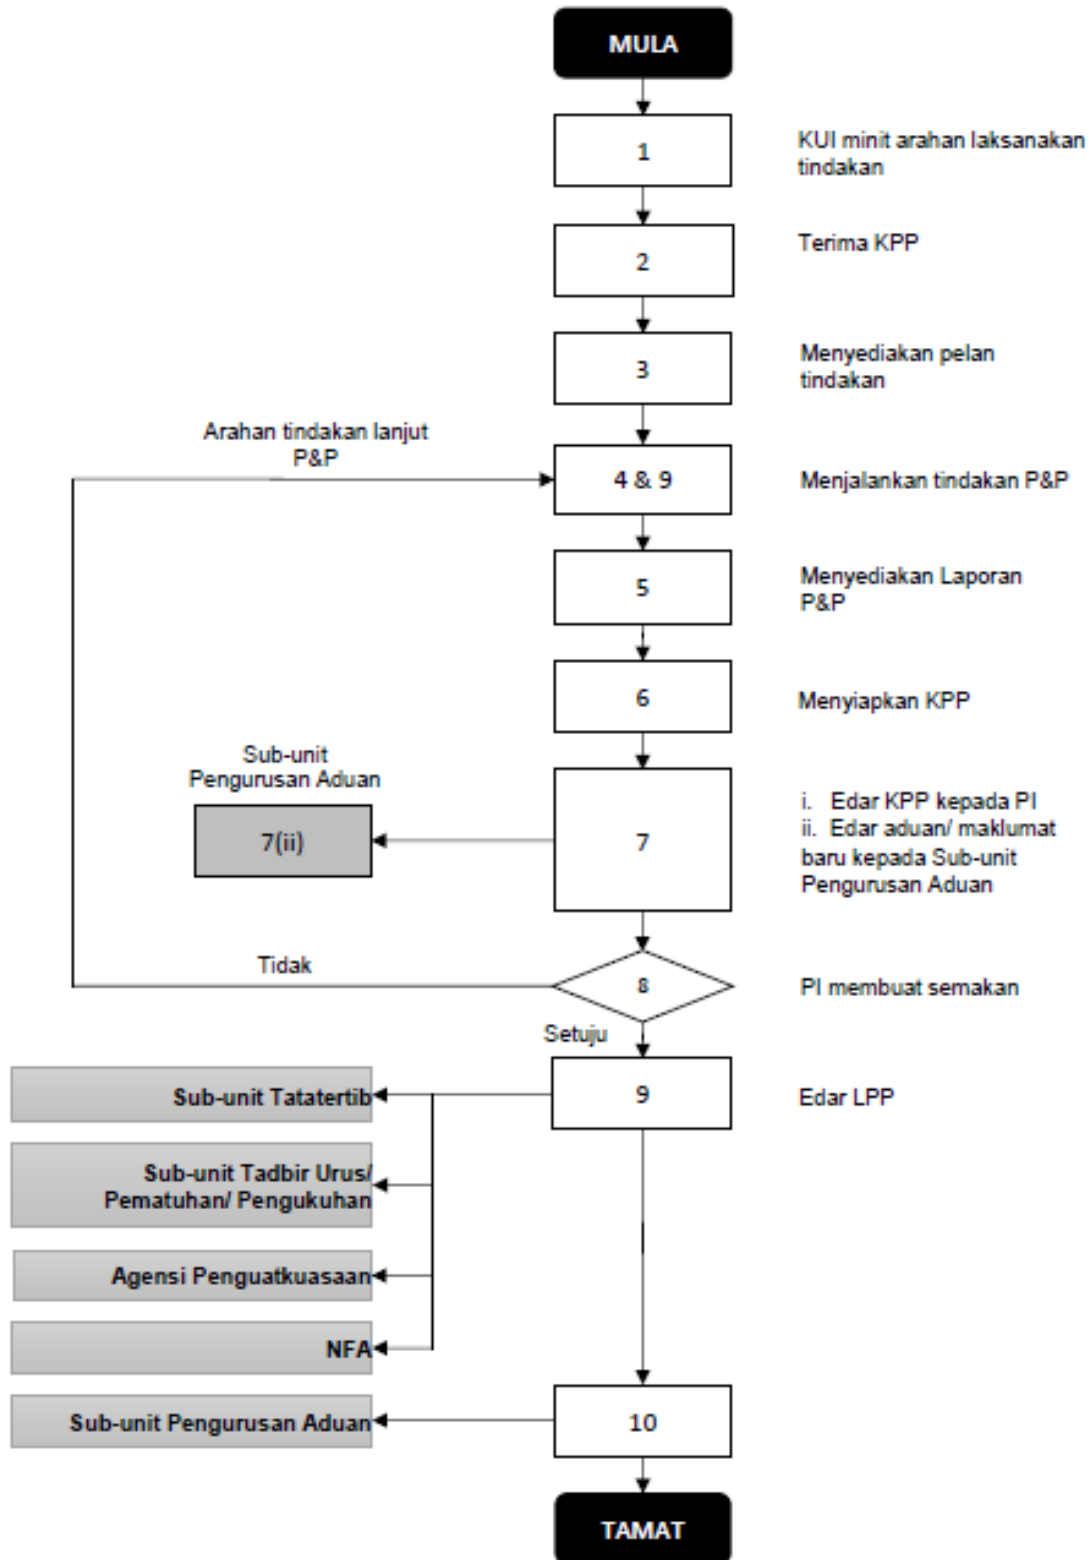 MULA
1
KUI minit arahan laksanakan
tindakan
2
Terima KPP
3
Menyediakan pelan
tindakan
Arahan tindakan lanjut
P&P
4 & 9
Menjalankan tindakan P&P
5
Menyediakan Laporan
P&P
6
Menyiapkan KPP
Sub-unit
Pengurusan Aduan
7(ii)
7
i. Edar KPP kepada PI
ii. Edar aduan/ maklumat
baru kepada Sub-unit
Pengurusan Aduan
Tidak
8
PI membuat semakan
Setuju
9
Edar LPP
Sub-unit Tatatertib
Sub-unit Tadbir Urus/
Pematuhan/ Pengukuhan
Agensi Penguatkuasaan
NFA
Sub-unit Pengurusan Aduan
10
TAMAT